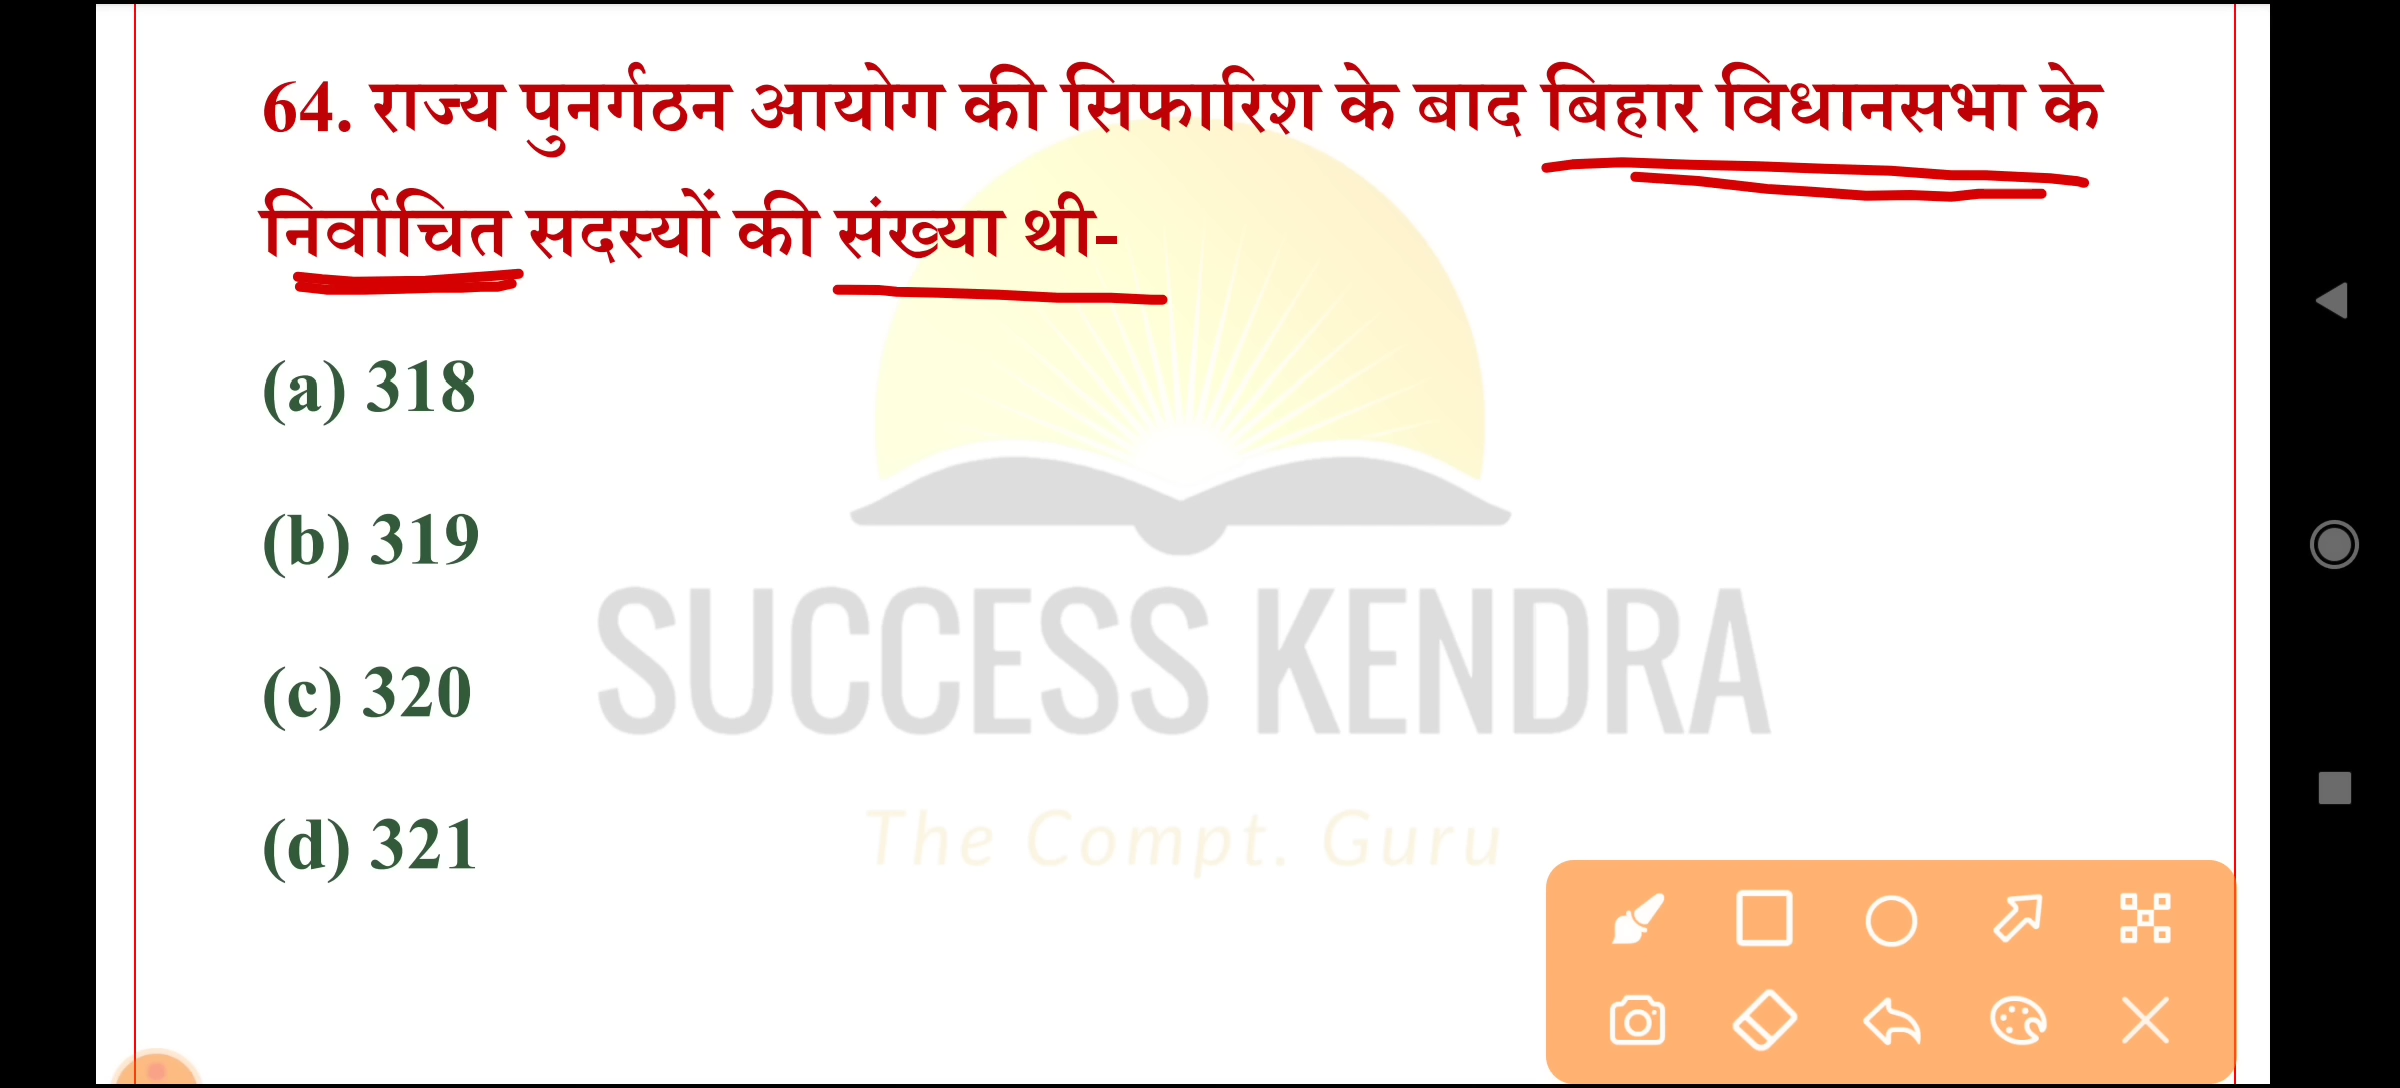 64. राज्य पुनर्गठन आयोग की सिफारिश के बाद बिहार विधानसभा के
निर्वाचित सदस्यों की संख्या थी-
(a) 318
(b) 319
(c) 320
(d) 321
SUCCESS KENDRA
The Compt. Guru